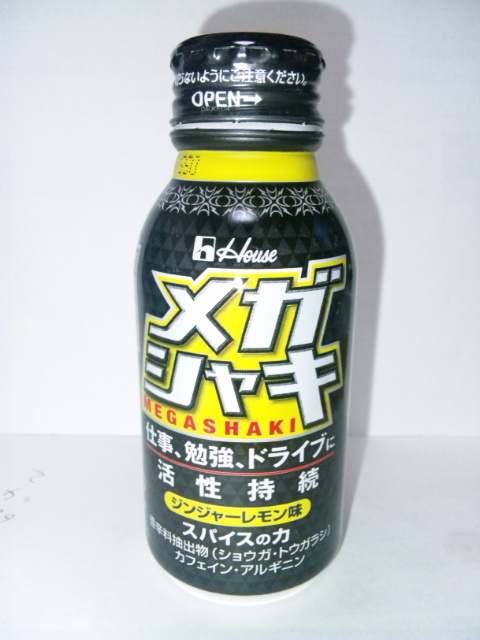 らないようにご注意ください。
OPEN→
House
メガ
シャキ
MEGASHAKI
仕事、勉強、ドライブに
活性持続
ジンジャーレモン味
スパイスの力
香辛料抽出物(ショウガ・トウガラシ)
カフェイン・アルギニン